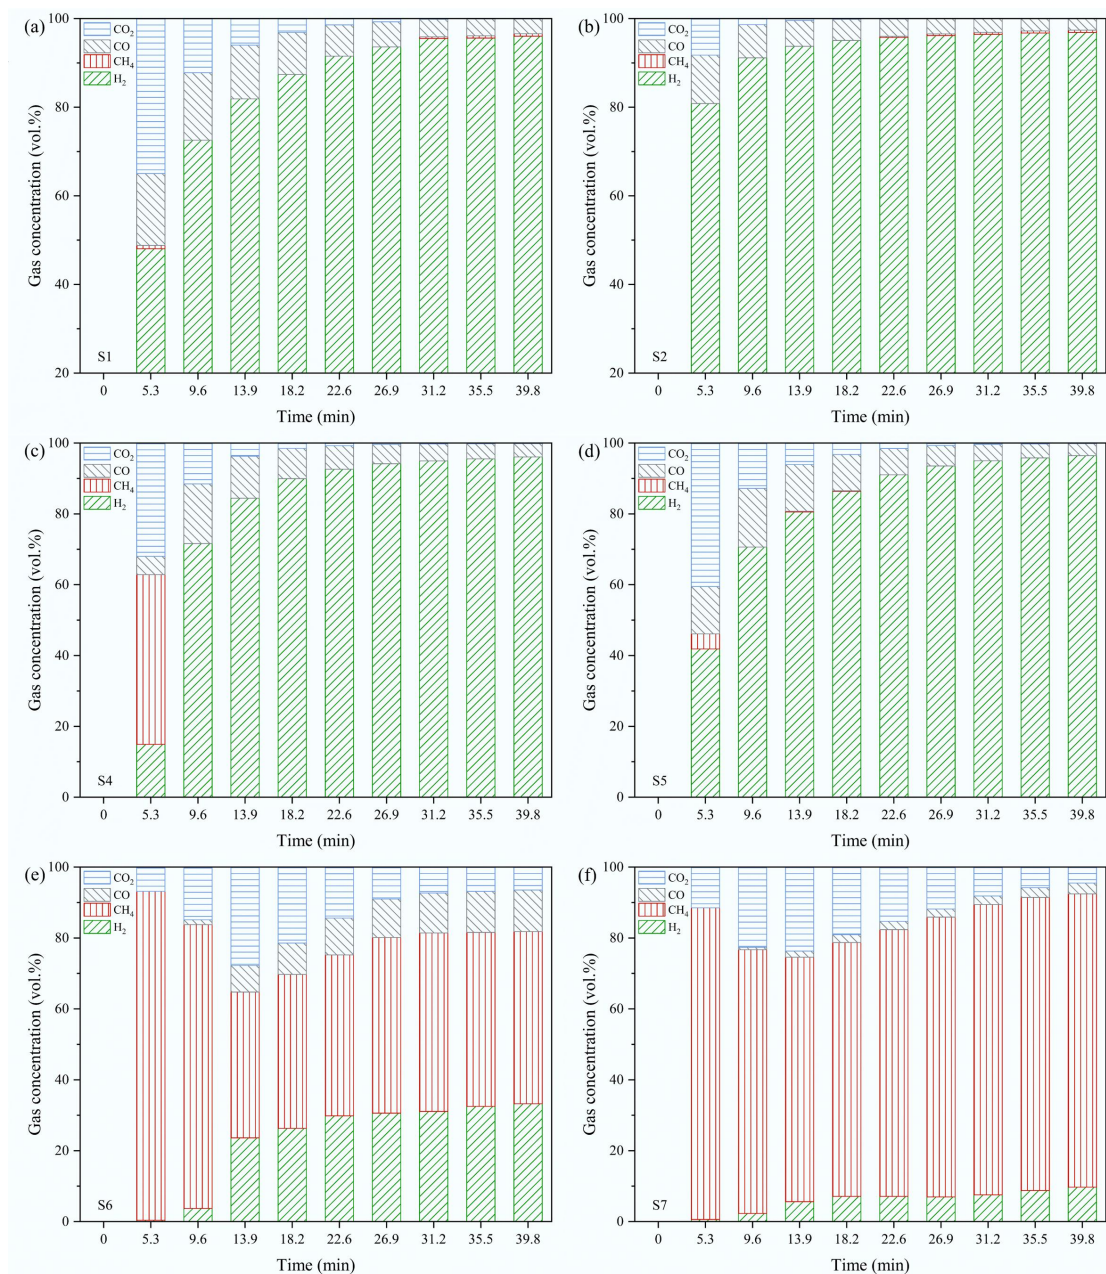 (a)
CO₂
CO
CH₄
H₂
100
80
60
40
20
Gas concentration (vol.%)
S1
0 5.3 9.6 13.9 18.2 22.6 26.9 31.2 35.5 39.8
Time (min)
(b)
CO₂
CO
CH₄
H₂
100
80
60
40
20
Gas concentration (vol.%)
S2
0 5.3 9.6 13.9 18.2 22.6 26.9 31.2 35.5 39.8
Time (min)
(c)
CO₂
CO
CH₄
H₂
100
80
60
40
20
0
Gas concentration (vol.%)
S4
0 5.3 9.6 13.9 18.2 22.6 26.9 31.2 35.5 39.8
Time (min)
(d)
CO₂
CO
CH₄
H₂
100
80
60
40
20
0
Gas concentration (vol.%)
S5
0 5.3 9.6 13.9 18.2 22.6 26.9 31.2 35.5 39.8
Time (min)
(e)
CO₂
CO
CH₄
H₂
100
80
60
40
20
0
Gas concentration (vol.%)
S6
0 5.3 9.6 13.9 18.2 22.6 26.9 31.2 35.5 39.8
Time (min)
(f)
CO₂
CO
CH₄
H₂
100
80
60
40
20
0
Gas concentration (vol.%)
S7
0 5.3 9.6 13.9 18.2 22.6 26.9 31.2 35.5 39.8
Time (min)